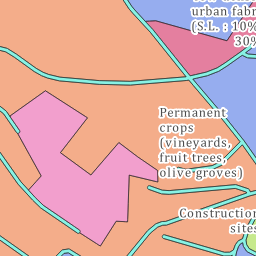 urban fabr
(S.L. : 10%
30%
Permanent
crops
(vineyards,
fruit trees,
olive groves)
Construction
sites